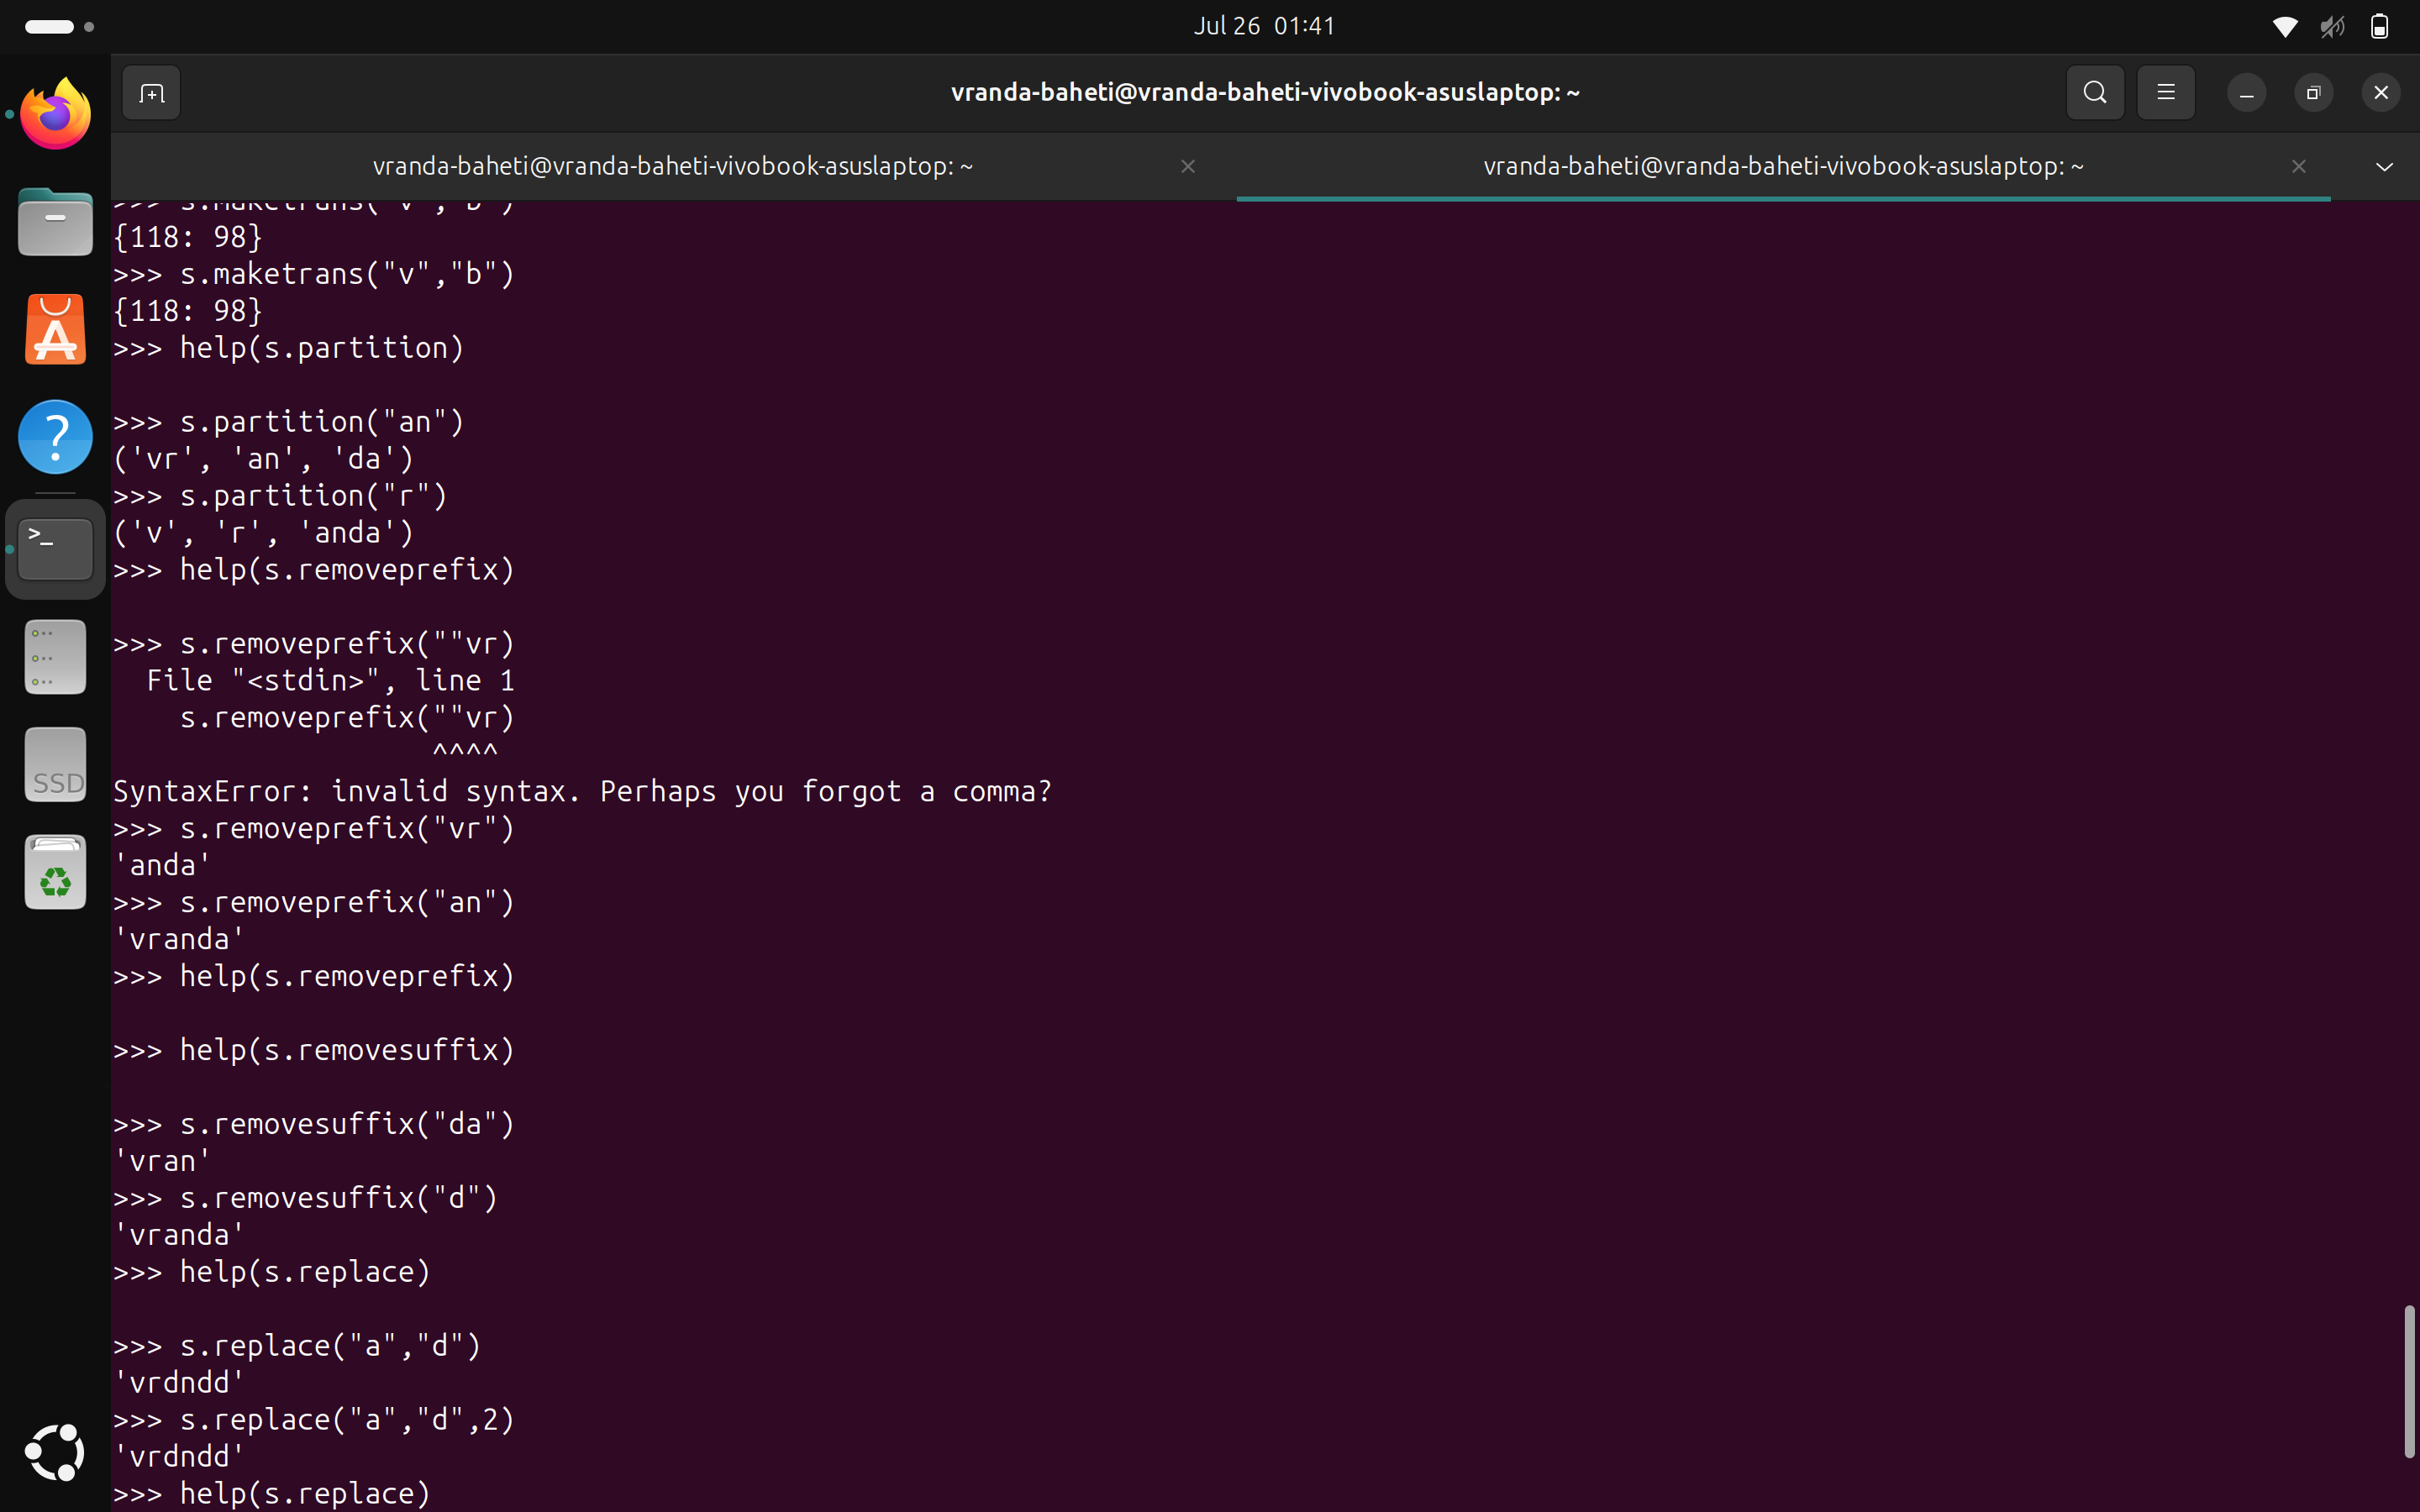 Jul 26 01:41
vranda-baheti@vranda-baheti-vivobook-asuslaptop: ~
vranda-baheti@vranda-baheti-vivobook-asuslaptop: ~
vranda-baheti@vranda-baheti-vivobook-asuslaptop: ~
>>> s.maketrans("v","b")
{118: 98}
>>> s.maketrans("v","b")
{118: 98}
>>> help(s.partition)
>>> s.partition("an")
('vr', 'an', 'da')
>>> s.partition("r")
('v', 'r', 'anda')
>>> help(s.removeprefix)
>>> s.removeprefix(""vr)
  File "<stdin>", line 1
    s.removeprefix(""vr)
                   ^^^^
SyntaxError: invalid syntax. Perhaps you forgot a comma?
>>> s.removeprefix("vr")
'anda'
>>> s.removeprefix("an")
'vranda'
>>> help(s.removeprefix)
>>> help(s.removesuffix)
>>> s.removesuffix("da")
'vran'
>>> s.removesuffix("d")
'vranda'
>>> help(s.replace)
>>> s.replace("a","d")
'vrdndd'
>>> s.replace("a","d",2)
'vrdndd'
>>> help(s.replace)
>_
SSD